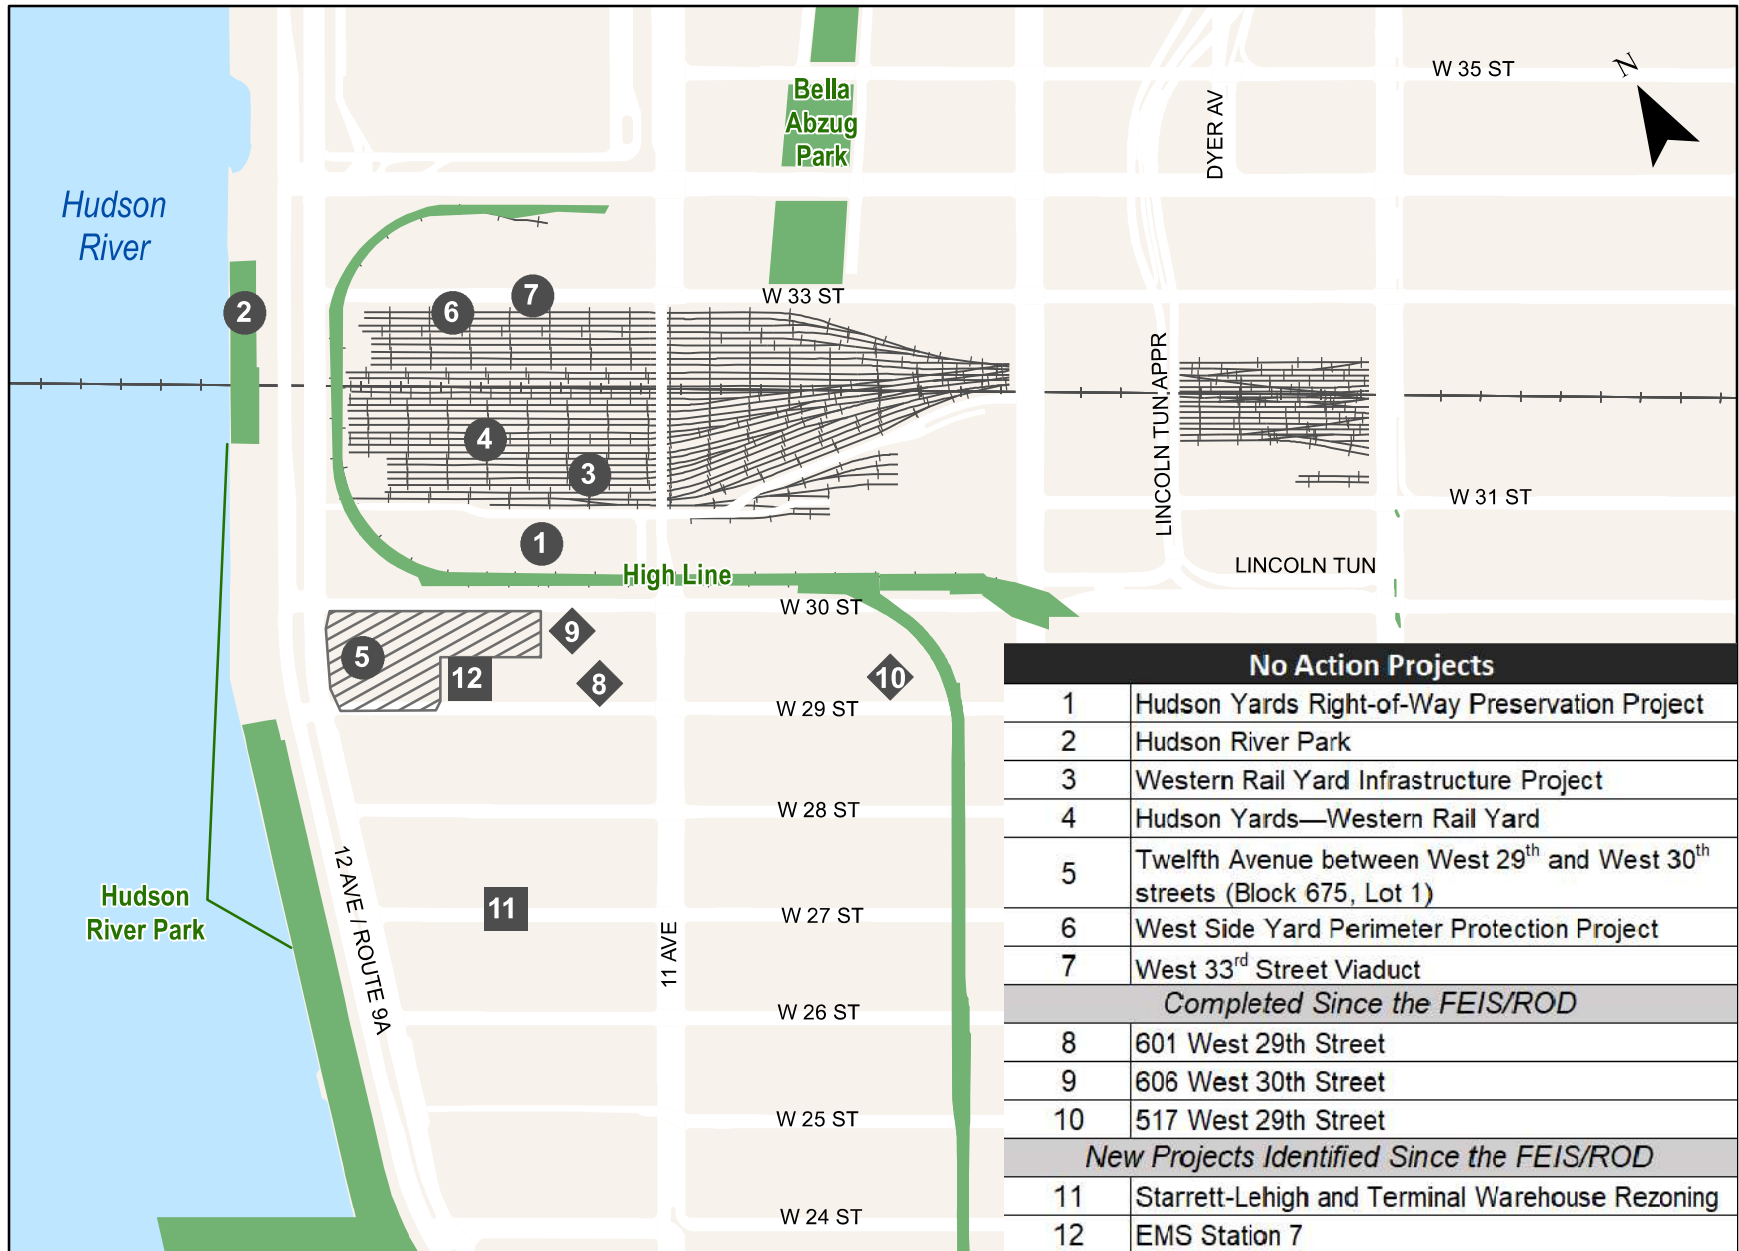 W 35 ST
N
Bella
Abzug
Park
DYER AV
Hudson
River
2
6
7
W 33 ST
LINCOLN TUN APPR
4
3
W 31 ST
1
High Line
LINCOLN TUN
W 30 ST
9
5
12
8
10
W 29 ST
W 28 ST
12 AVE / ROUTE 9A
Hudson
River Park
11
W 27 ST
11 AVE
W 26 ST
W 25 ST
W 24 ST
No Action Projects
1 Hudson Yards Right-of-Way Preservation Project
2 Hudson River Park
3 Western Rail Yard Infrastructure Project
4 Hudson Yards—Western Rail Yard
5 Twelfth Avenue between West 29th and West 30th
streets (Block 675, Lot 1)
6 West Side Yard Perimeter Protection Project
7 West 33rd Street Viaduct
Completed Since the FEIS/ROD
8 601 West 29th Street
9 606 West 30th Street
10 517 West 29th Street
New Projects Identified Since the FEIS/ROD
11 Starrett-Lehigh and Terminal Warehouse Rezoning
12 EMS Station 7